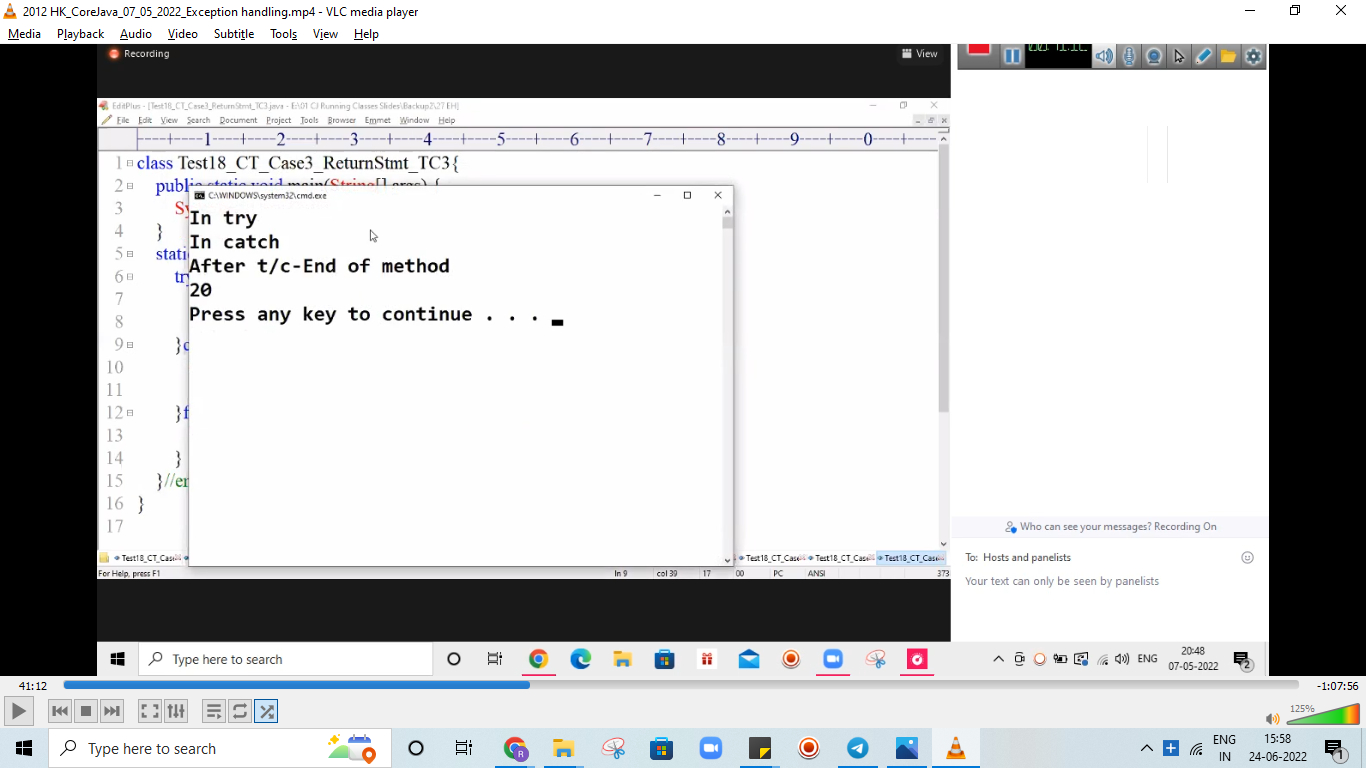 2012 HK_CoreJava_07_05_2022_Exception handling.mp4 - VLC media player
Media Playback Audio Video Subtitle Tools View Help
Recording
View
EditPlus - [Test18_CT_Case3_ReturnStmt_TC3.java - E:\01 CJ Running Classes Slides\Backup2\27 EH]
File Edit View Search Document Project Tools Browser Emmet Window Help
----+----1----+----2----+----3----+----4----+----5----+----6----+----7----+----8----+----9----+----0----+----
1 class Test18_CT_Case3_ReturnStmt_TC3{
2 public static void main(String[] args) {
3 Sy
4 }
5 stati
6 try
7
8
9 }c
10
11
12 }f
13
14 }
15 }//er
16 }
17
C:\WINDOWS\system32\cmd.exe
In try
In catch
After t/c-End of method
20
Press any key to continue . . .
Test18_CT_Cas Test18_CT_Cas Test18_CT_Cas Test18_CT_Cas
For Help, press F1 ln 9 col 39 17 00 PC ANSI 373
Who can see your messages? Recording On
To: Hosts and panelists
Your text can only be seen by panelists
Type here to search
ENG
20:48
07-05-2022
2
41:12
-1:07:56
125%
Type here to search
ENG
IN
15:58
24-06-2022
1